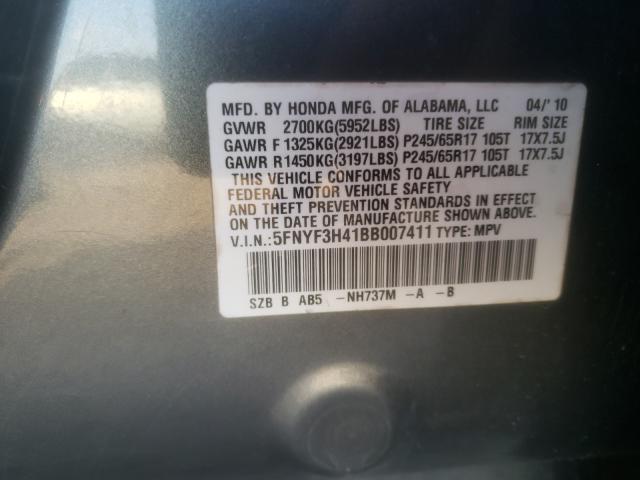 MFD. BY HONDA MFG. OF ALABAMA, LLC 04/'10
GVWR 2700KG(5952LBS) TIRE SIZE RIM SIZE
GAWR F 1325KG(2921LBS) P245/65R17 105T 17X7.5J
GAWR R1450KG(3197LBS) P245/65R17 105T 17X7.5J
THIS VEHICLE CONFORMS TO ALL APPLICABLE
FEDERAL MOTOR VEHICLE SAFETY
AND THEFT PREVENTION STANDARDS IN EFFECT
ON THE DATE OF MANUFACTURE SHOWN ABOVE.
V.I.N.:5FNYF3H41BB007411 TYPE: MPV
SZB B AB5 -NH737M -A -B